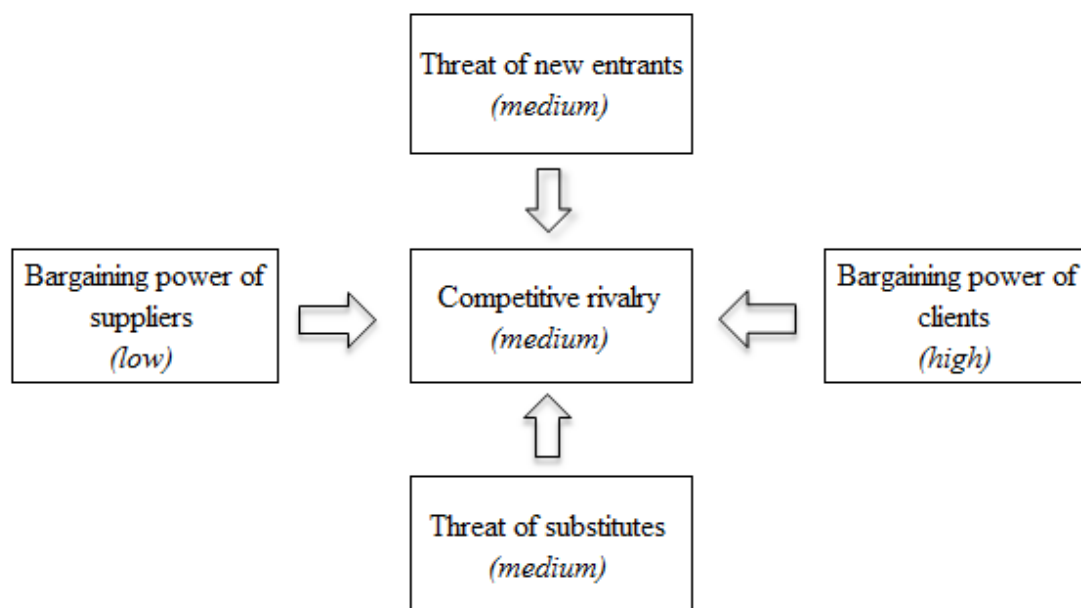 Threat of new entrants
(medium)
Bargaining power of
suppliers
(low)
Competitive rivalry
(medium)
Bargaining power of
clients
(high)
Threat of substitutes
(medium)